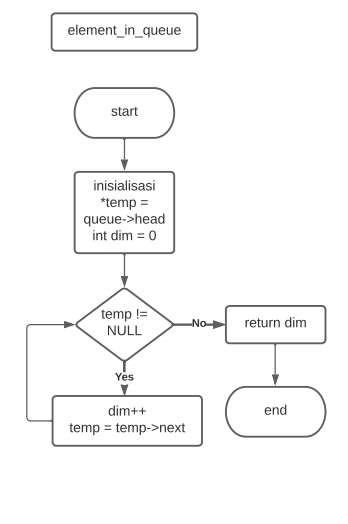 element_in_queue
start
inisialisasi
*temp =
queue->head
int dim = 0
temp !=
NULL
No
return dim
Yes
dim++
temp = temp->next
end